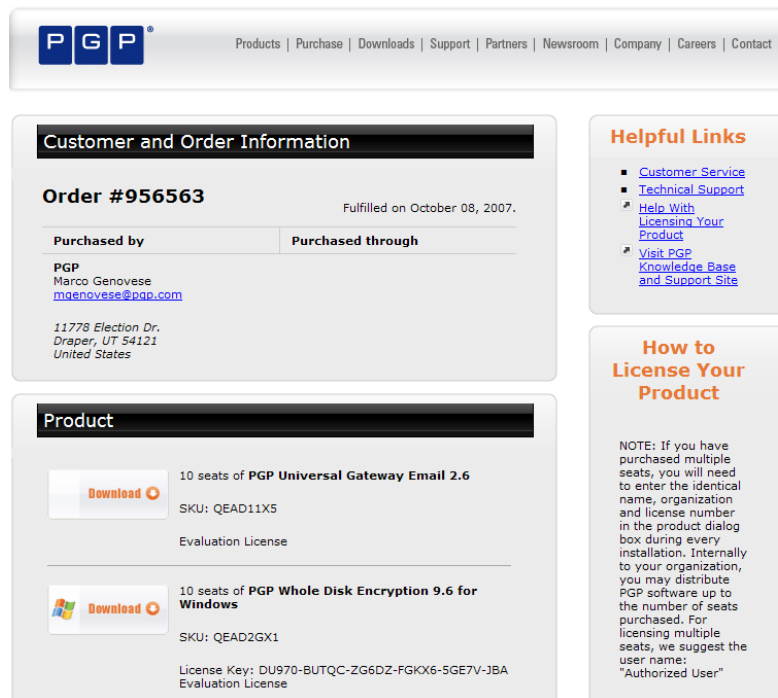 PGP®
Products | Purchase | Downloads | Support | Partners | Newsroom | Company | Careers | Contact
Customer and Order Information
Order #956563
Fulfilled on October 08, 2007.
Purchased by
Purchased through
PGP
Marco Genovese
mgenovese@pgp.com
11778 Election Dr.
Draper, UT 54121
United States
Product
Download
10 seats of PGP Universal Gateway Email 2.6
SKU: QEAD11X5
Evaluation License
Download
10 seats of PGP Whole Disk Encryption 9.6 for
Windows
SKU: QEAD2GX1
License Key: DU970-BUTQC-ZG6DZ-FGKX6-5GE7V-JBA
Evaluation License
Helpful Links
Customer Service
Technical Support
Help With
Licensing Your
Product
Visit PGP
Knowledge Base
and Support Site
How to
License Your
Product
NOTE: If you have
purchased multiple
seats, you will need
to enter the identical
name, organization
and license number
in the product dialog
box during every
installation. Internally
to your organization,
you may distribute
PGP software up to
the number of seats
purchased. For
licensing multiple
seats, we suggest the
user name:
"Authorized User"